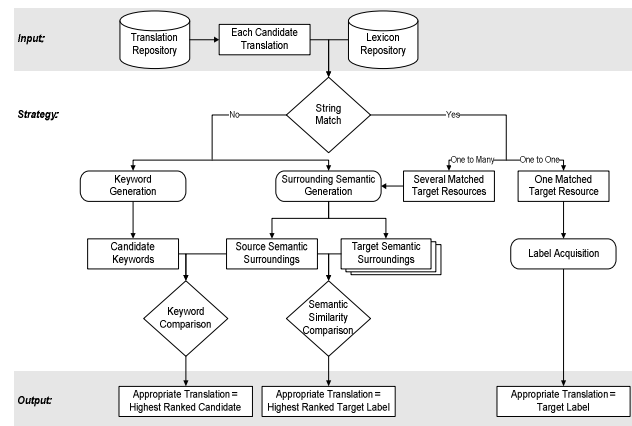 Input:
Translation
Repository
Each Candidate
Translation
Lexicon
Repository
Strategy:
String
Match
No
Yes
One to Many
One to One
Keyword
Generation
Surrounding Semantic
Generation
Several Matched
Target Resources
One Matched
Target Resource
Candidate
Keywords
Source Semantic
Surroundings
Target Semantic
Surroundings
Label Acquisition
Keyword
Comparison
Semantic
Similarity
Comparison
Output:
Appropriate Translation =
Highest Ranked Candidate
Appropriate Translation =
Highest Ranked Target Label
Appropriate Translation =
Target Label